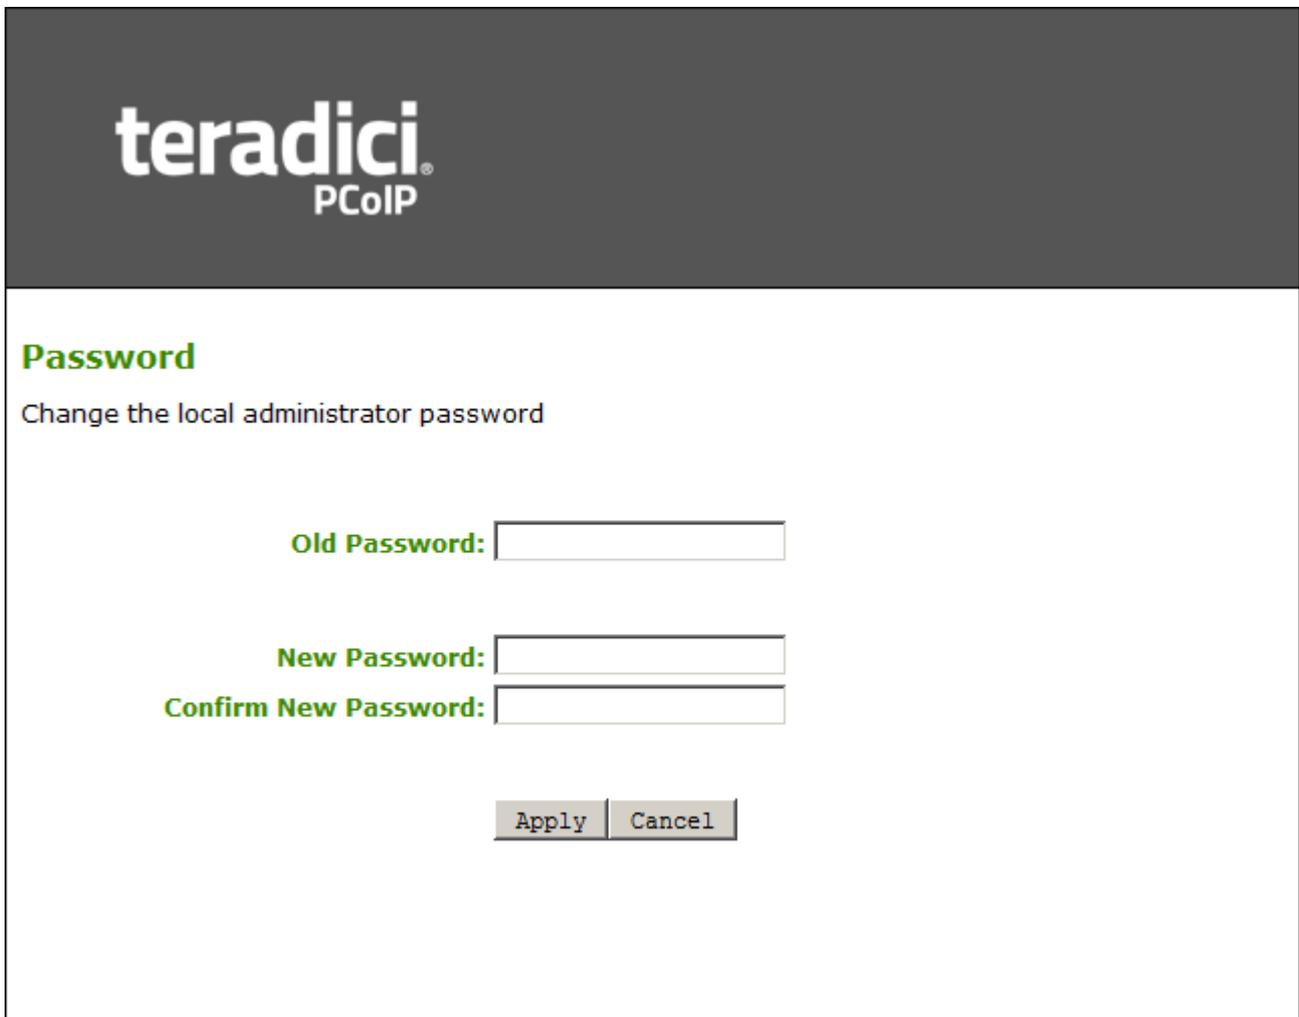 teradici®
PCoIP
Password
Change the local administrator password
Old Password:
New Password:
Confirm New Password:
Apply Cancel